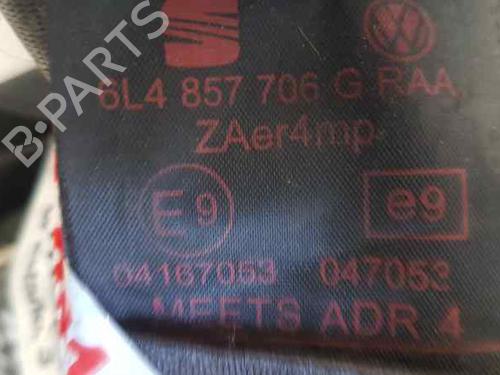 6L4 857 706 G RAA
ZAer4mp
E9 e9
04167053 047053
MEETS ADR 4
B-PARTS